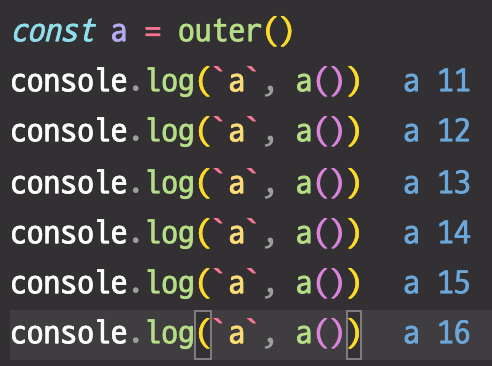 const a = outer()
console.log(`a`, a()) a 11
console.log(`a`, a()) a 12
console.log(`a`, a()) a 13
console.log(`a`, a()) a 14
console.log(`a`, a()) a 15
console.log(`a`, a()) a 16